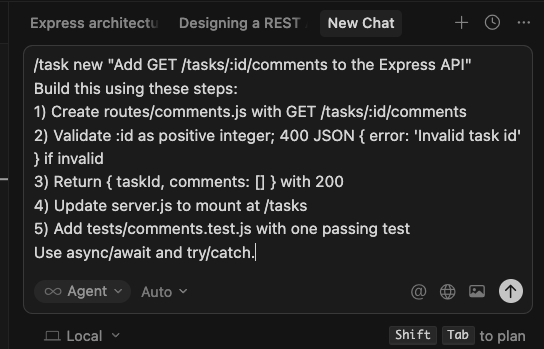 Express architectu Designing a REST New Chat
/task new "Add GET /tasks/:id/comments to the Express API"
Build this using these steps:
1) Create routes/comments.js with GET /tasks/:id/comments
2) Validate :id as positive integer; 400 JSON { error: 'Invalid task id'
} if invalid
3) Return { taskId, comments: [] } with 200
4) Update server.js to mount at /tasks
5) Add tests/comments.test.js with one passing test
Use async/await and try/catch.
Agent Auto
Local Shift Tab to plan